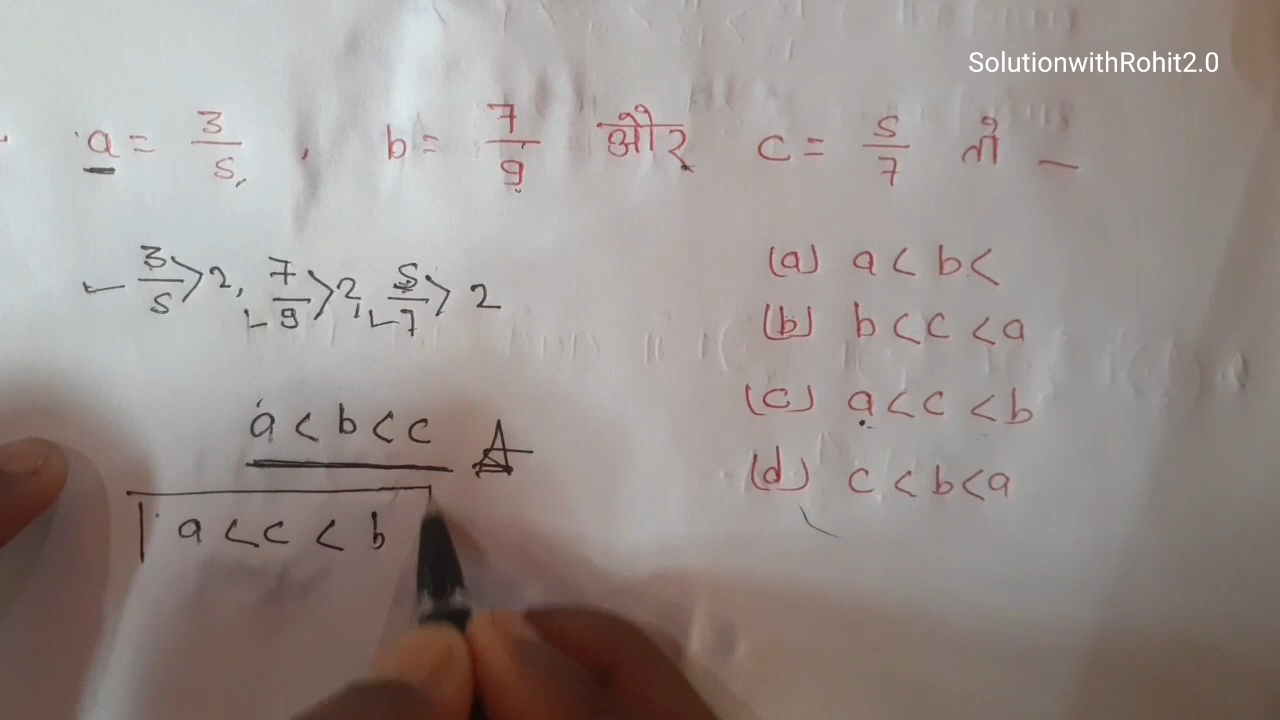 SolutionwithRohit2.0
a = 3/5, b = 7/9 और c = 5/7 तो —
3/5 > 2, 7/9 > 2, 5/7 > 2
(a) a < b <
(b) b < c < a
(c) a < c < b
(d) c < b < a
a < b < c A
a < c < b